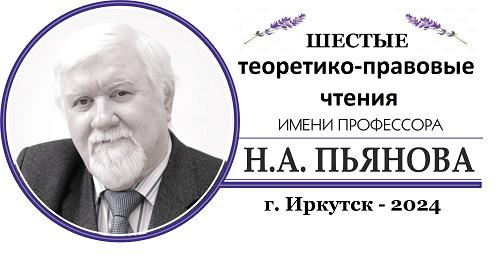 ШЕСТЫЕ
теоретико-правовые
чтения
ИМЕНИ ПРОФЕССОРА
Н.А. ПЬЯНОВА
г. Иркутск - 2024